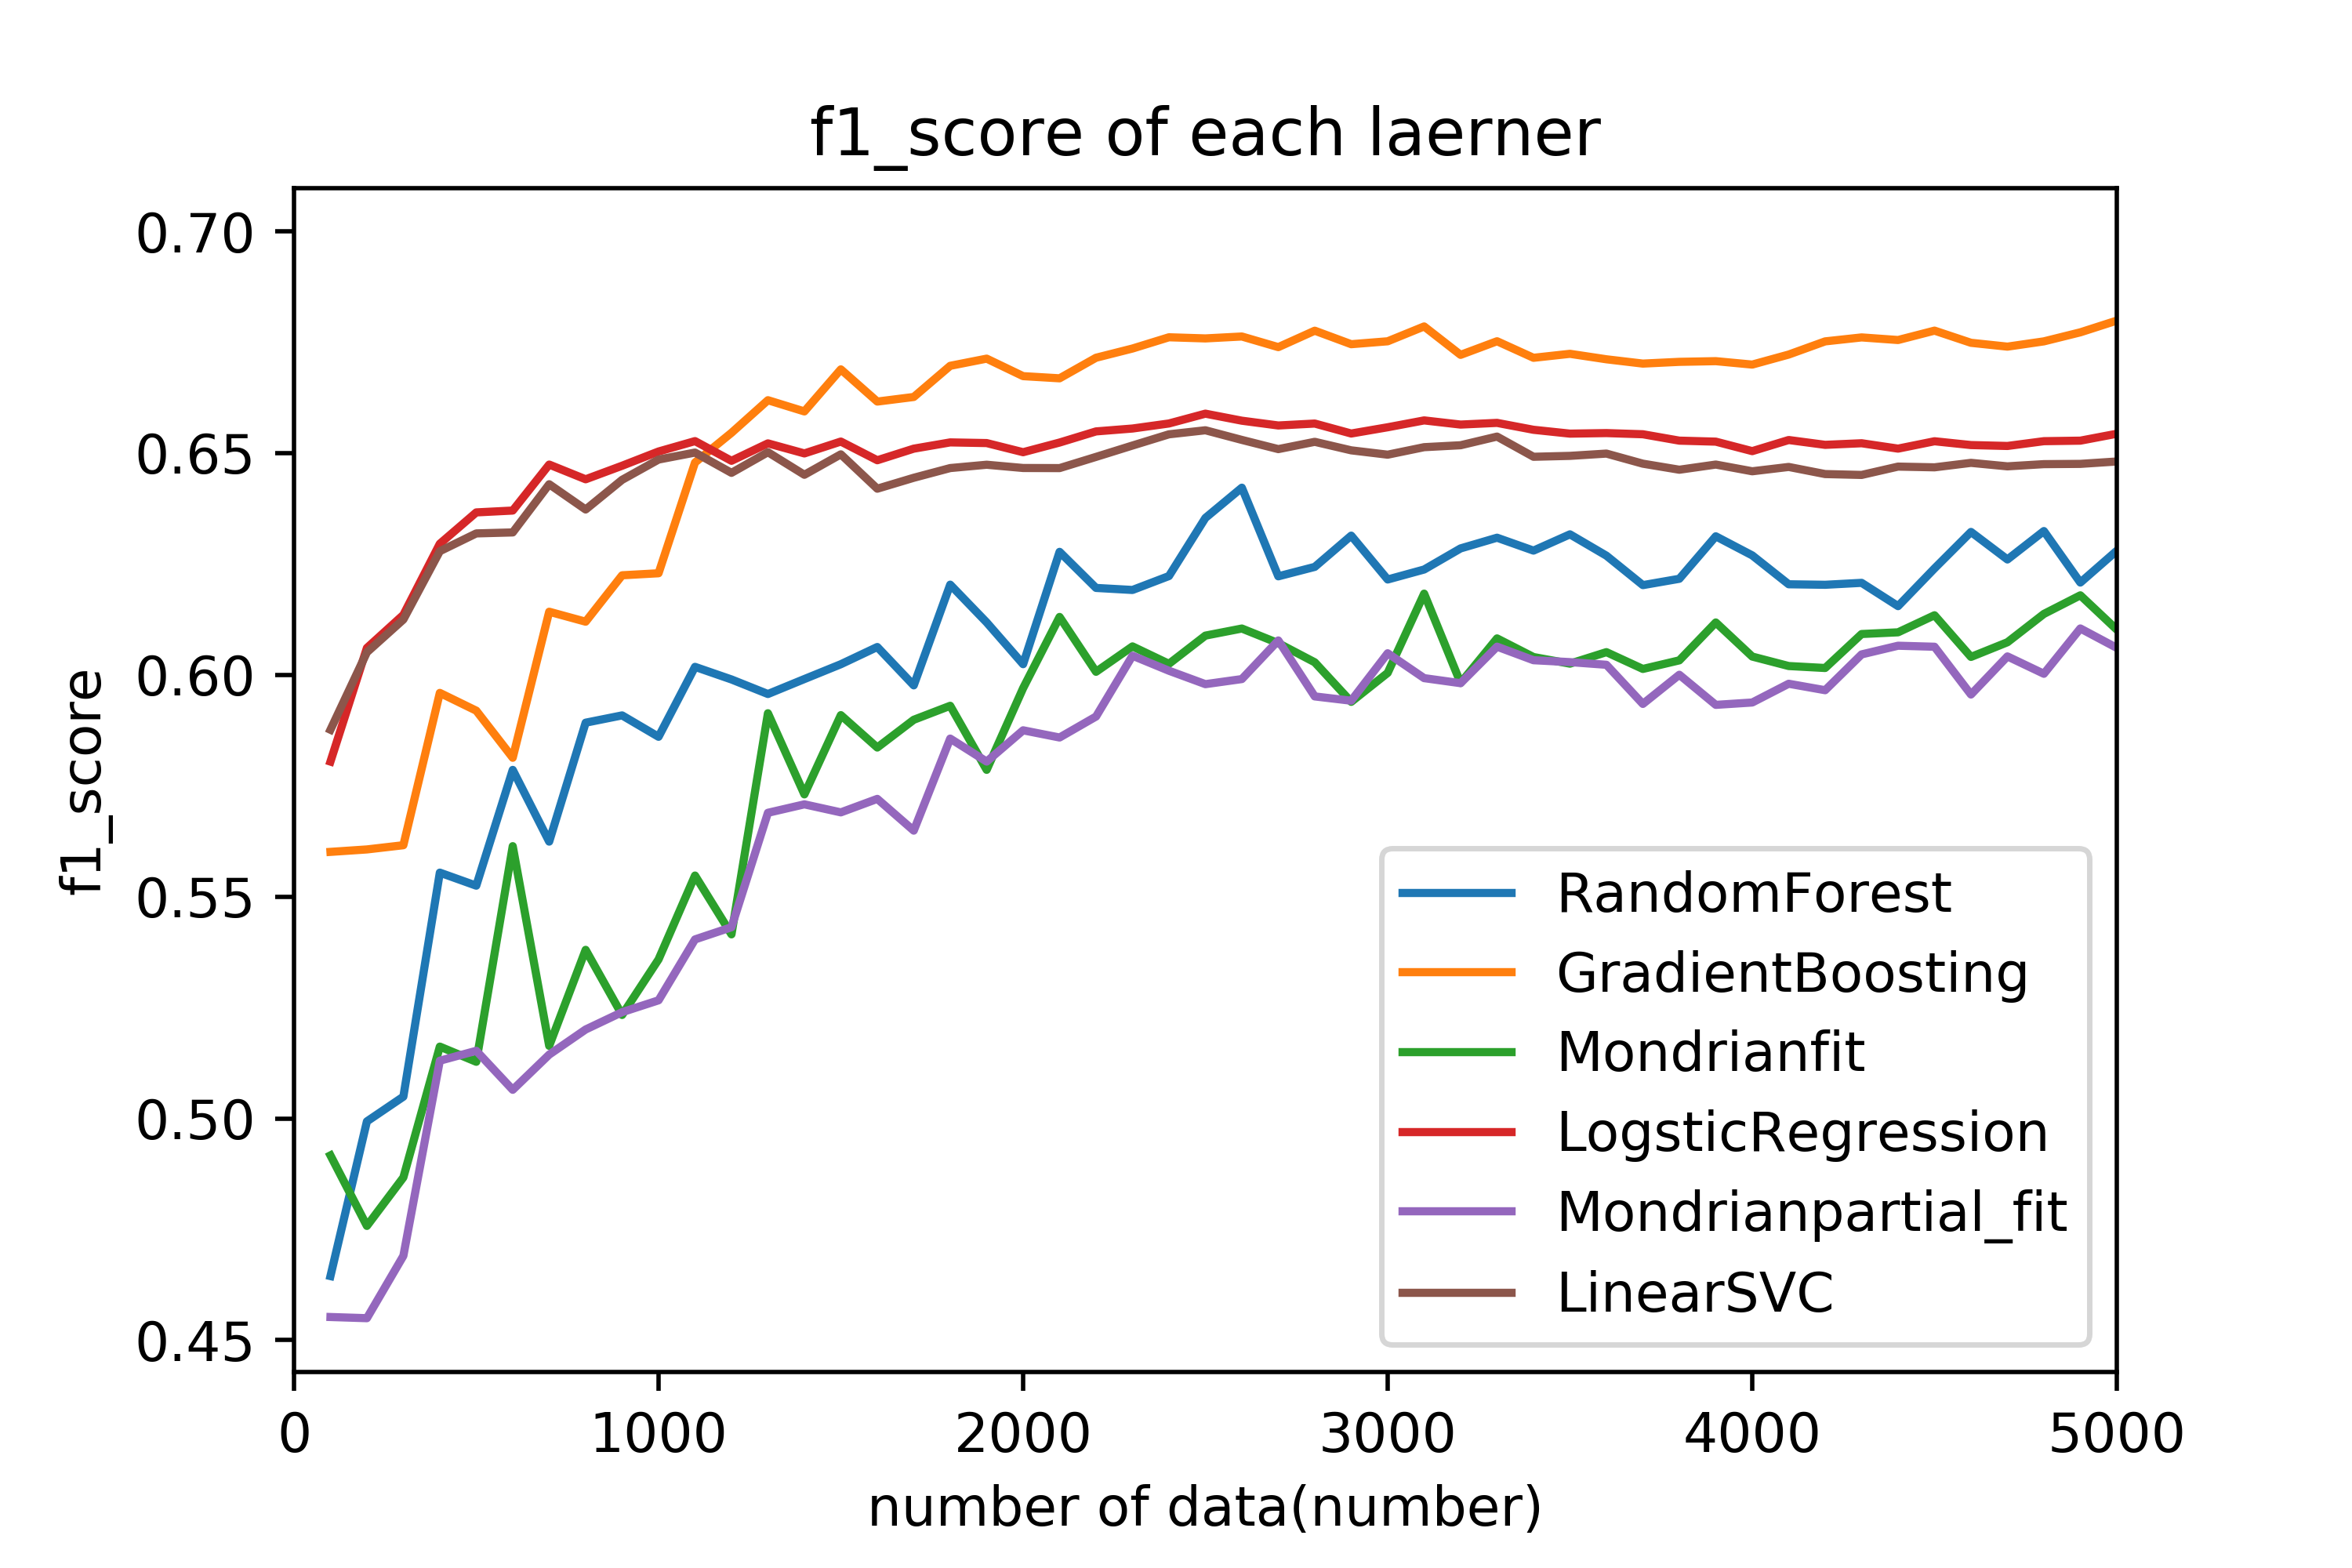 f1_score of each laerner
0.70
0.65
0.60
0.55
0.50
0.45
f1_score
RandomForest
GradientBoosting
Mondrianfit
LogsticRegression
Mondrianpartial_fit
LinearSVC
0 1000 2000 3000 4000 5000
number of data(number)